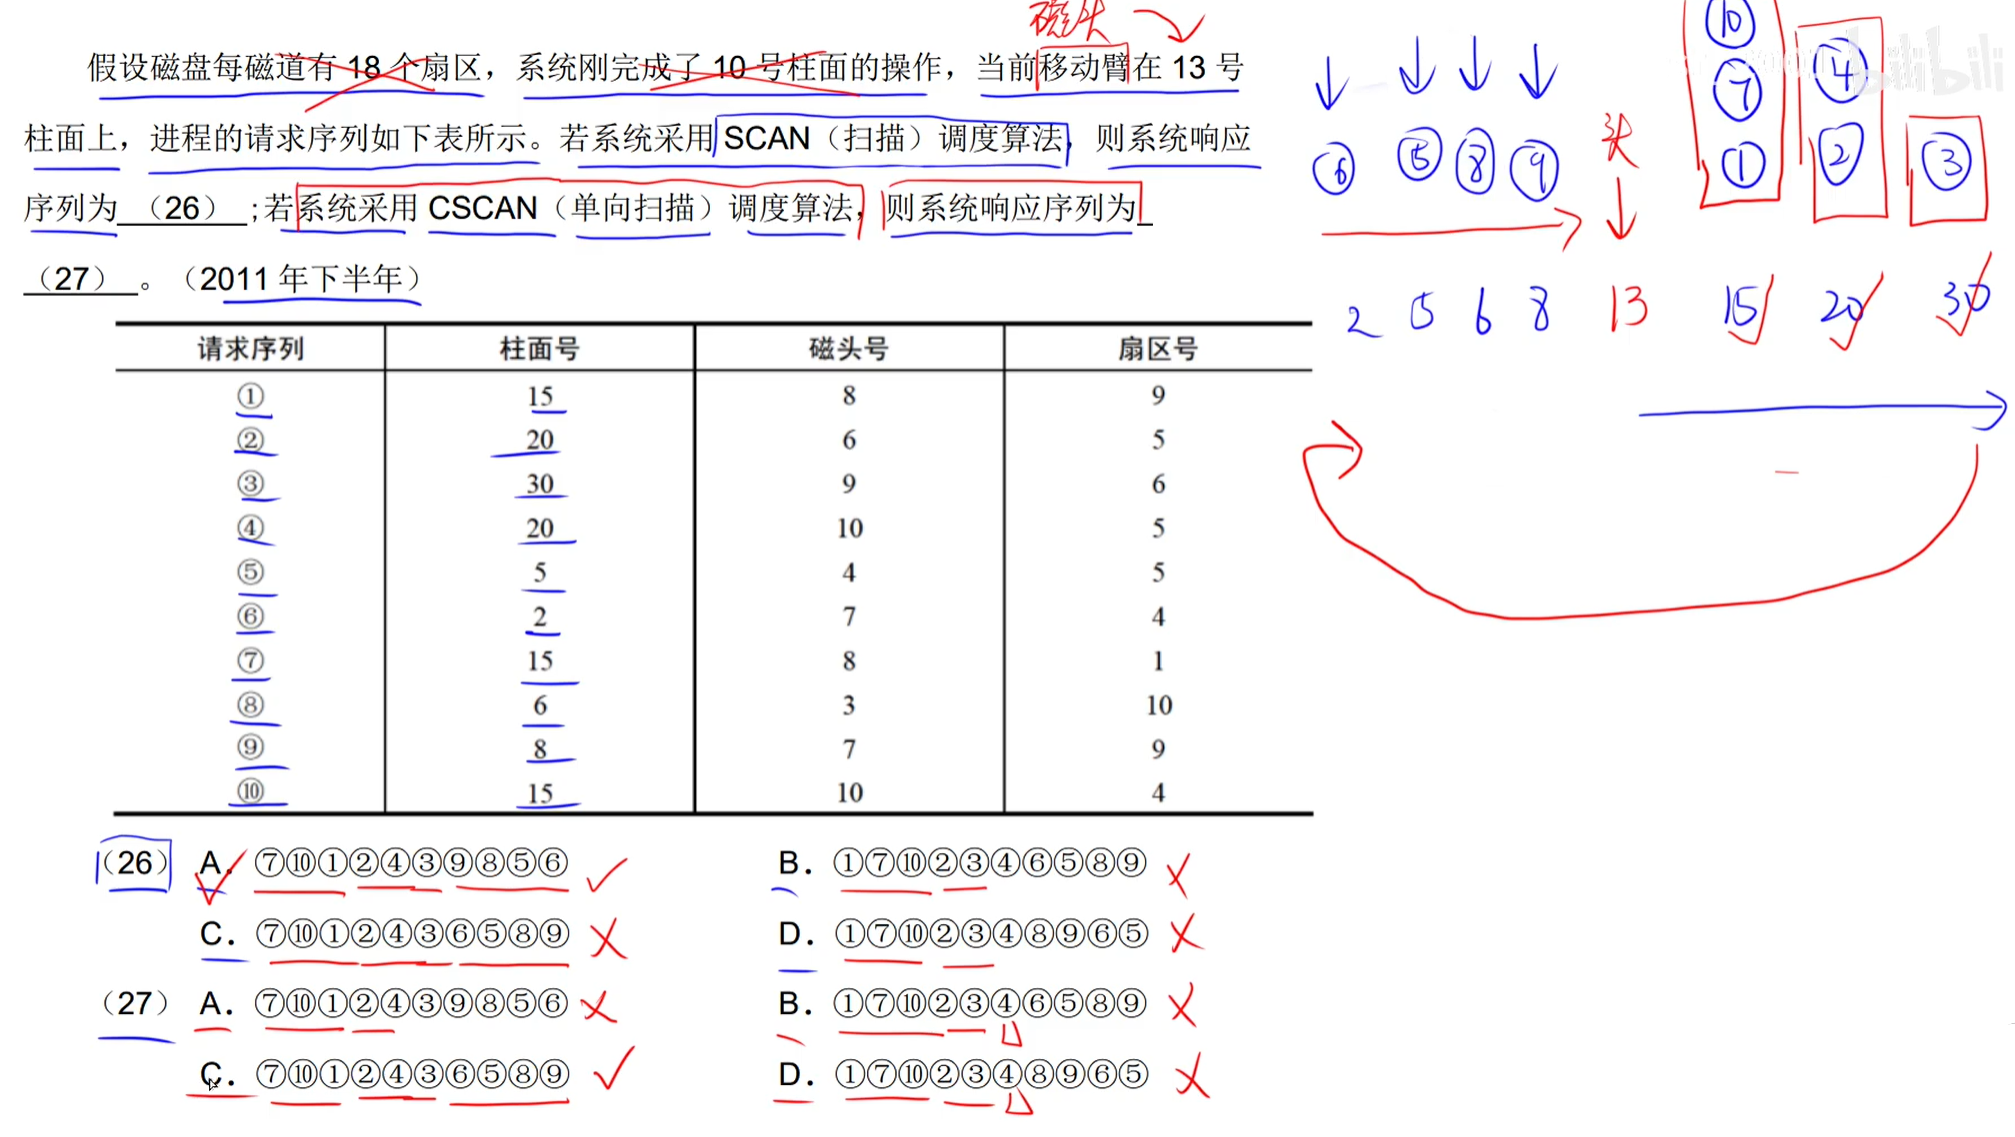 磁头
假设磁盘每磁道有 18 个扇区，系统刚完成了 10 号柱面的操作，当前移动臂在 13 号
柱面上，进程的请求序列如下表所示。若系统采用 SCAN（扫描）调度算法，则系统响应
序列为 （26） ;若系统采用 CSCAN（单向扫描）调度算法，则系统响应序列为
（27） 。（2011 年下半年）
请求序列 柱面号 磁头号 扇区号
① 15 8 9
② 20 6 5
③ 30 9 6
④ 20 10 5
⑤ 5 4 5
⑥ 2 7 4
⑦ 15 8 1
⑧ 6 3 10
⑨ 8 7 9
⑩ 15 10 4
（26） A. ⑦⑩①②④③⑨⑧⑤⑥ B. ①⑦⑩②③④⑥⑤⑧⑨
C. ⑦⑩①②④③⑥⑤⑧⑨ D. ①⑦⑩②③④⑧⑨⑥⑤
（27） A. ⑦⑩①②④③⑨⑧⑤⑥ B. ①⑦⑩②③④⑥⑤⑧⑨
C. ⑦⑩①②④③⑥⑤⑧⑨ D. ①⑦⑩②③④⑧⑨⑥⑤
⑩
⑦ ④
⑥ ⑤ ⑧ ⑨ 头 ① ② ③
2 5 6 8 13 15 20 30
bilibili